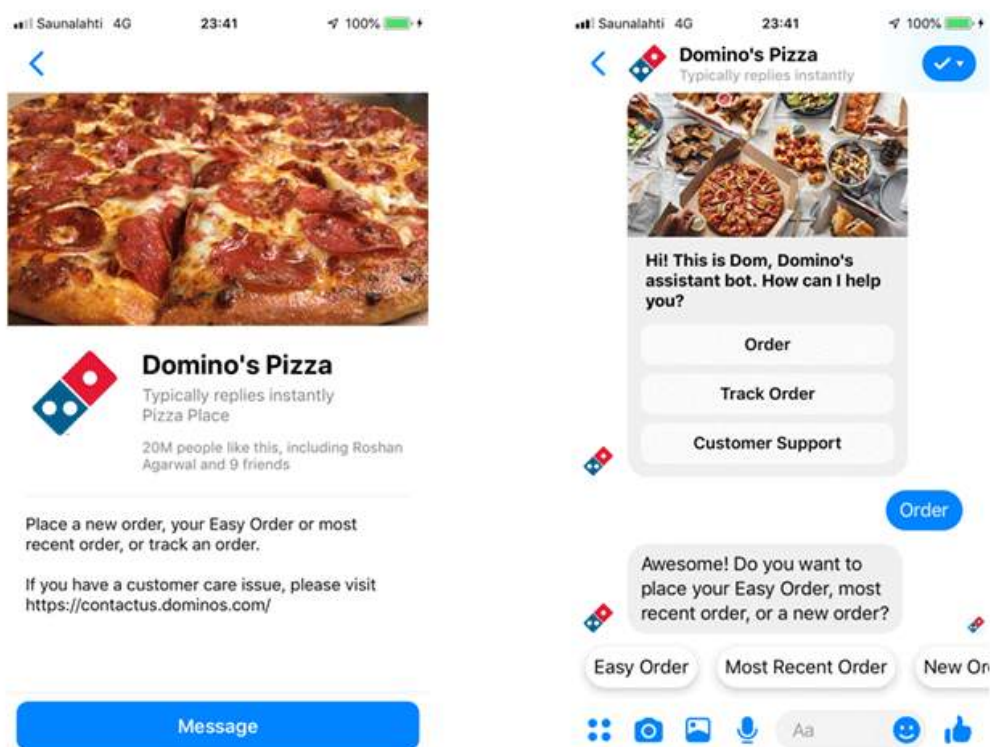 Saunalahti 4G 23:41 100%
Domino's Pizza
Typically replies instantly
Pizza Place
20M people like this, including Roshan
Agarwal and 9 friends
Place a new order, your Easy Order or most
recent order, or track an order.
If you have a customer care issue, please visit
https://contactus.dominos.com/
Message
Saunalahti 4G 23:41 100%
Domino's Pizza
Typically replies instantly
Hi! This is Dom, Domino's
assistant bot. How can I help
you?
Order
Track Order
Customer Support
Order
Awesome! Do you want to
place your Easy Order, most
recent order, or a new order?
Easy Order Most Recent Order New Or
Aa